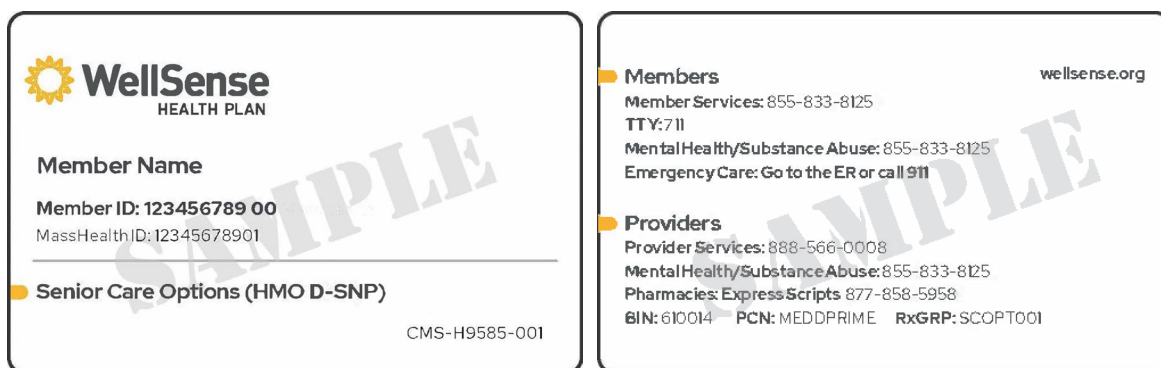 WellSense
HEALTH PLAN
Member Name
Member ID: 123456789 00
MassHealth ID: 12345678901
Senior Care Options (HMO D-SNP)
CMS-H9585-001
SAMPLE
Members
wellsense.org
Member Services: 855-833-8125
TTY: 711
Mental Health/Substance Abuse: 855-833-8125
Emergency Care: Go to the ER or call 911
Providers
Provider Services: 888-566-0008
Mental Health/Substance Abuse: 855-833-8125
Pharmacies: Express Scripts 877-858-5958
BIN: 610014 PCN: MEDDPRIME RxGRP: SCOPT001
SAMPLE